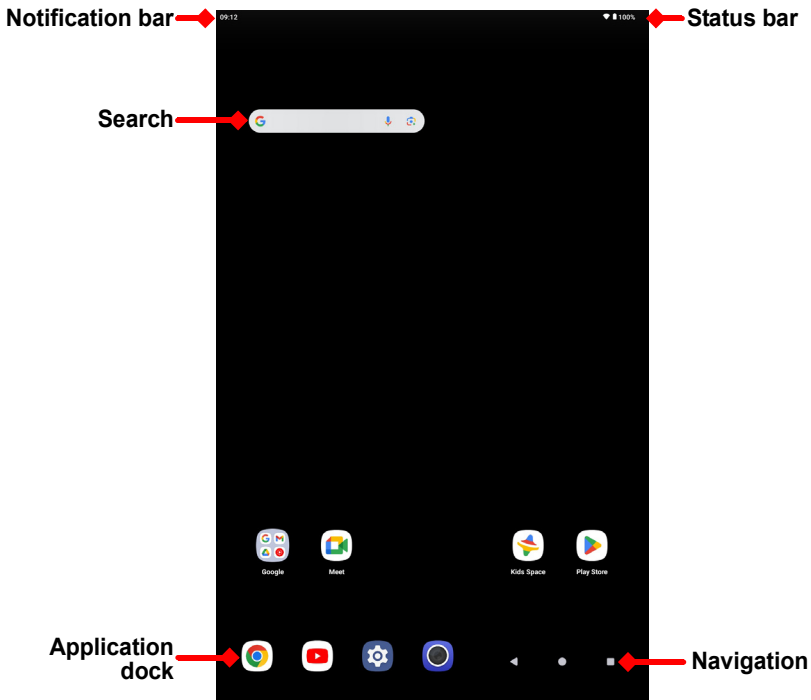 Notification bar
09:12
100%
Status bar
Search
Google
Meet
Kids Space
Play Store
Application
dock
Navigation